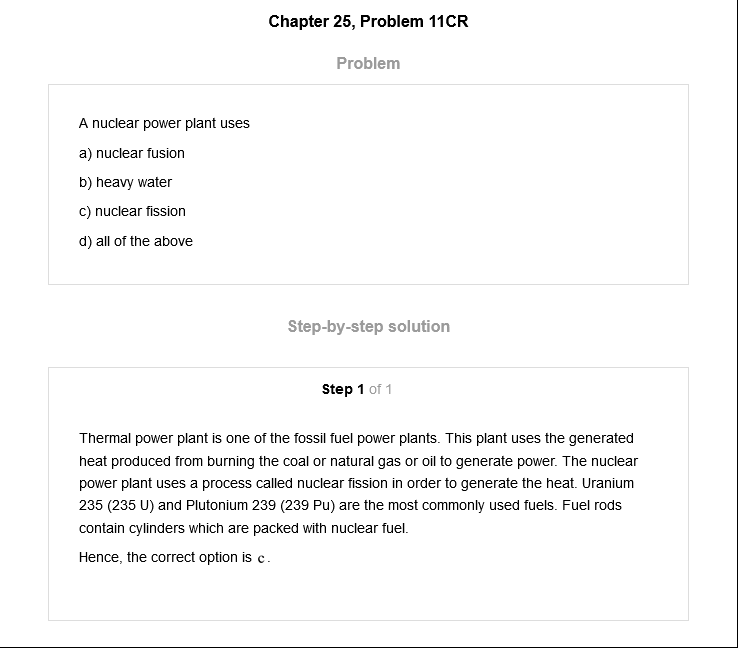 Chapter 25, Problem 11CR
Problem
A nuclear power plant uses
a) nuclear fusion
b) heavy water
c) nuclear fission
d) all of the above
Step-by-step solution
Step 1 of 1
Thermal power plant is one of the fossil fuel power plants. This plant uses the generated
heat produced from burning the coal or natural gas or oil to generate power. The nuclear
power plant uses a process called nuclear fission in order to generate the heat. Uranium
235 (235 U) and Plutonium 239 (239 Pu) are the most commonly used fuels. Fuel rods
contain cylinders which are packed with nuclear fuel.
Hence, the correct option is c.